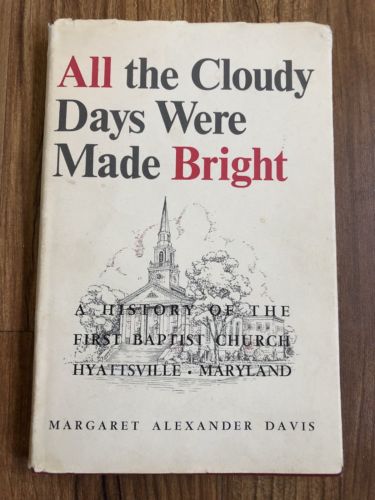 All the Cloudy
Days Were
Made Bright
A HISTORY OF THE
FIRST BAPTIST CHURCH
HYATTSVILLE • MARYLAND
MARGARET ALEXANDER DAVIS